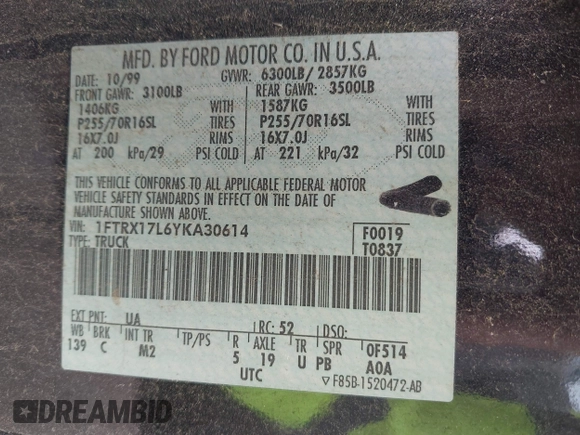 MFD. BY FORD MOTOR CO. IN U.S.A.
DATE: 10/99 GVWR: 6300LB/ 2857KG
FRONT GAWR: 3100LB REAR GAWR: 3500LB
1406KG WITH 1587KG WITH
P255/70R16SL TIRES P255/70R16SL TIRES
16X7.0J RIMS 16X7.0J RIMS
AT 200 kPa/29 PSI COLD AT 221 kPa/32 PSI COLD
THIS VEHICLE CONFORMS TO ALL APPLICABLE FEDERAL MOTOR
VEHICLE SAFETY STANDARDS IN EFFECT ON THE DATE OF
MANUFACTURE SHOWN ABOVE.
VIN: 1FTRX17L6YKA30614 F0019
TYPE: TRUCK T0837
EXT PNT: UA RC: 52 DSO:
WB BRK INT TR TP/PS R AXLE TR SPR 0F514
139 C M2 5 19 U PB A0A
UTC ▽F85B-1520472-AB
DREAMBID